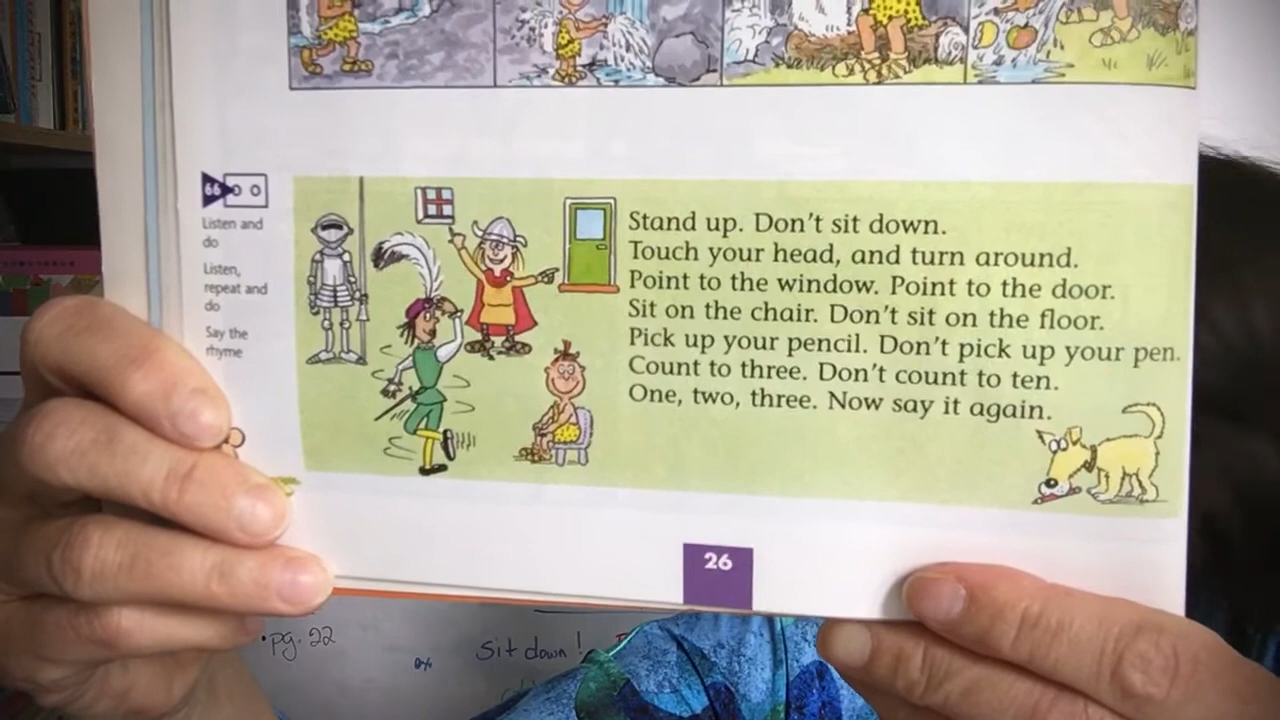 66
Listen and
do
Listen,
repeat and
do
Say the
rhyme
Stand up. Don't sit down.
Touch your head, and turn around.
Point to the window. Point to the door.
Sit on the chair. Don't sit on the floor.
Pick up your pencil. Don't pick up your pen.
Count to three. Don't count to ten.
One, two, three. Now say it again.
26
•pg. 22
Sit down!